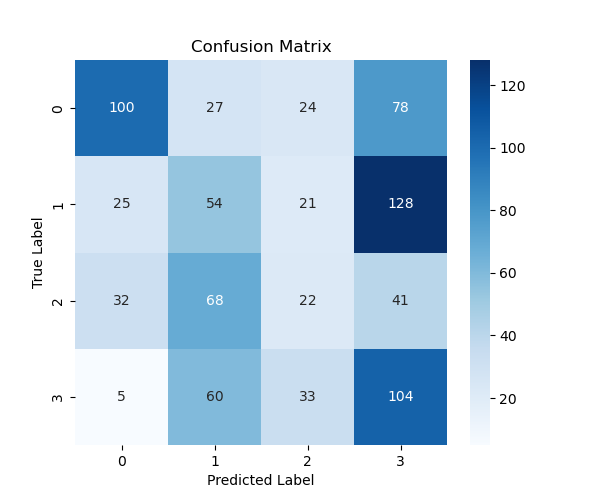 Confusion Matrix
0 100 27 24 78
1 25 54 21 128
2 32 68 22 41
3 5 60 33 104
0 1 2 3
True Label
Predicted Label
120
100
80
60
40
20